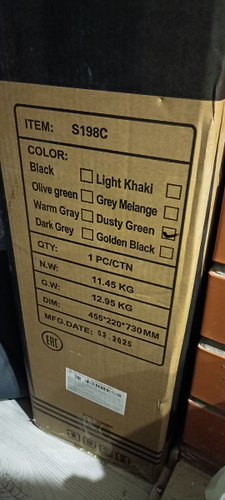 ITEM: S198C
COLOR:
Black Light Khaki
Olive green Grey Melange
Warm Gray Dusty Green
Dark Grey Golden Black
QTY: 1 PC/CTN
N.W: 11.45 KG
G.W: 12.95 KG
DIM: 455*220*730MM
MFG.DATE: 02.2025
EAC